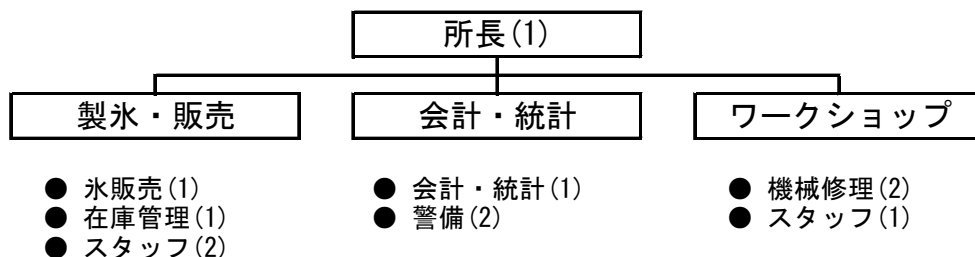 所長(1)
製氷・販売
会計・統計
ワークショップ
● 氷販売(1)
● 在庫管理(1)
● スタッフ(2)
● 会計・統計(1)
● 警備(2)
● 機械修理(2)
● スタッフ(1)